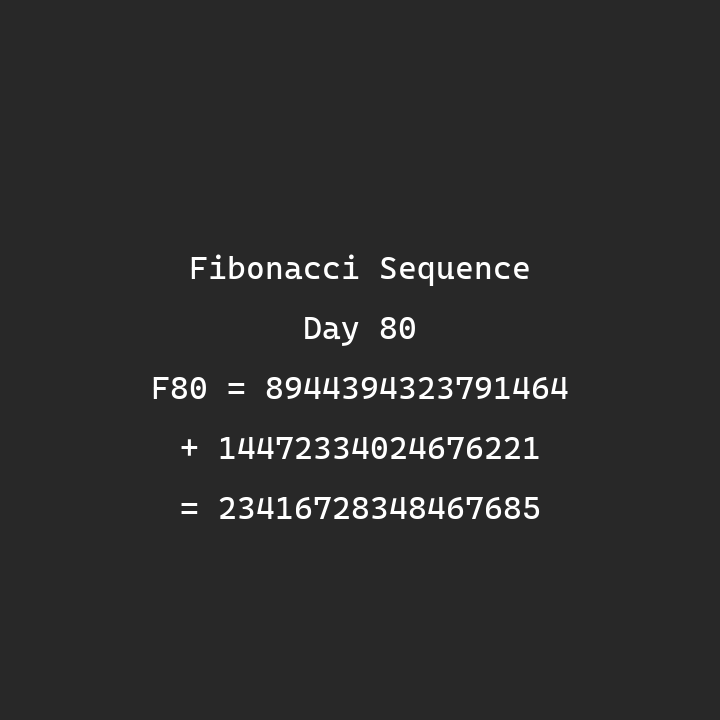 Fibonacci Sequence
Day 80
F80 = 8944394323791464
+ 14472334024676221
= 23416728348467685